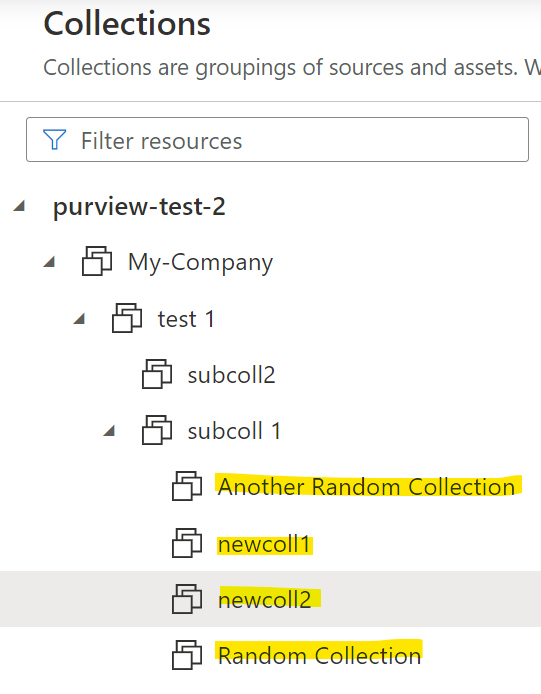 Collections
Collections are groupings of sources and assets. W
Filter resources
purview-test-2
My-Company
test 1
subcoll2
subcoll 1
Another Random Collection
newcoll1
newcoll2
Random Collection